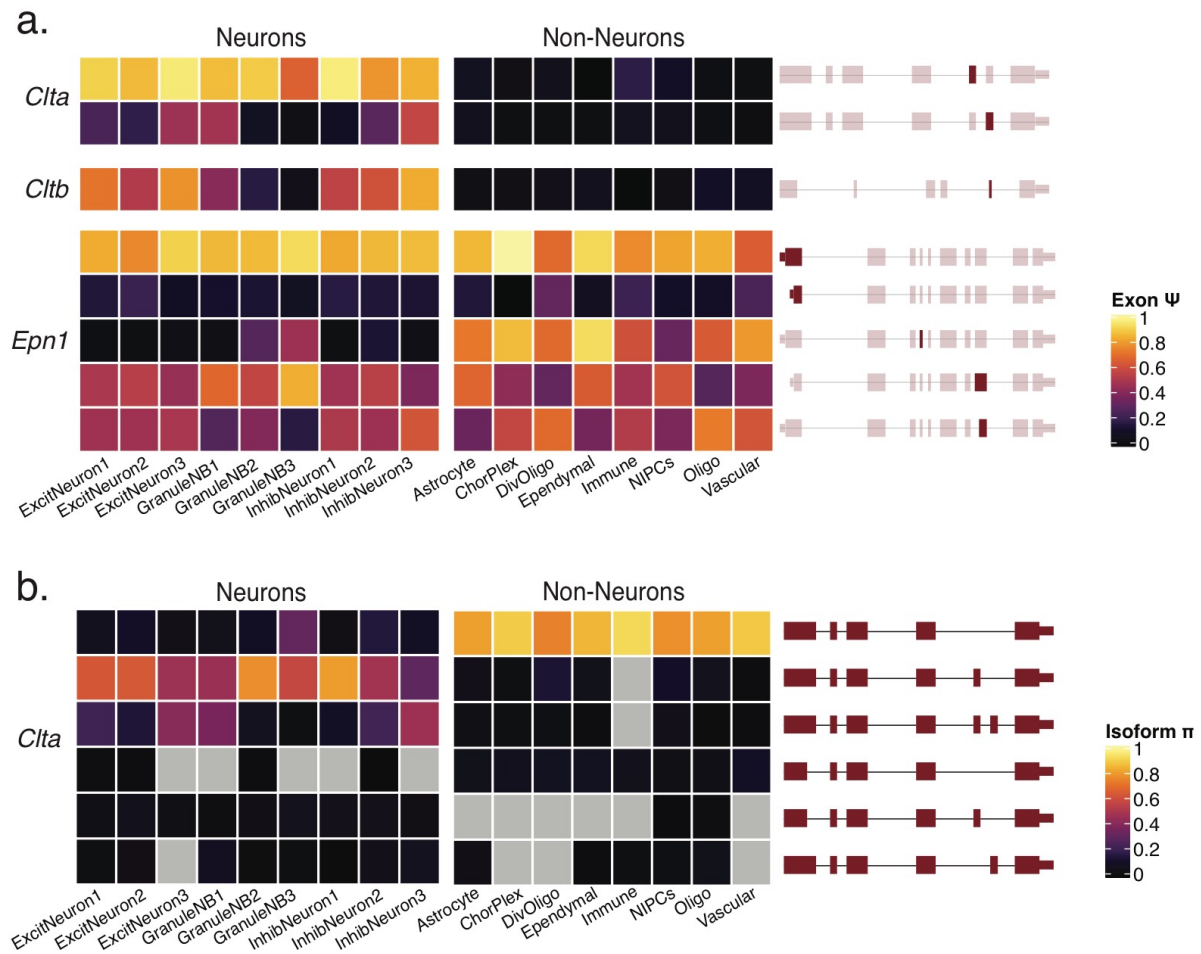 a.
Neurons
Non-Neurons
Clta
Cltb
Epn1
Exon Ψ
1
0.8
0.6
0.4
0.2
0
ExcitNeuron1
ExcitNeuron2
ExcitNeuron3
GranuleNB1
GranuleNB2
GranuleNB3
InhibNeuron1
InhibNeuron2
InhibNeuron3
Astrocyte
ChorPlex
DivOligo
Ependymal
Immune
NIPCs
Oligo
Vascular
b.
Neurons
Non-Neurons
Clta
Isoform π
1
0.8
0.6
0.4
0.2
0
ExcitNeuron1
ExcitNeuron2
ExcitNeuron3
GranuleNB1
GranuleNB2
GranuleNB3
InhibNeuron1
InhibNeuron2
InhibNeuron3
Astrocyte
ChorPlex
DivOligo
Ependymal
Immune
NIPCs
Oligo
Vascular